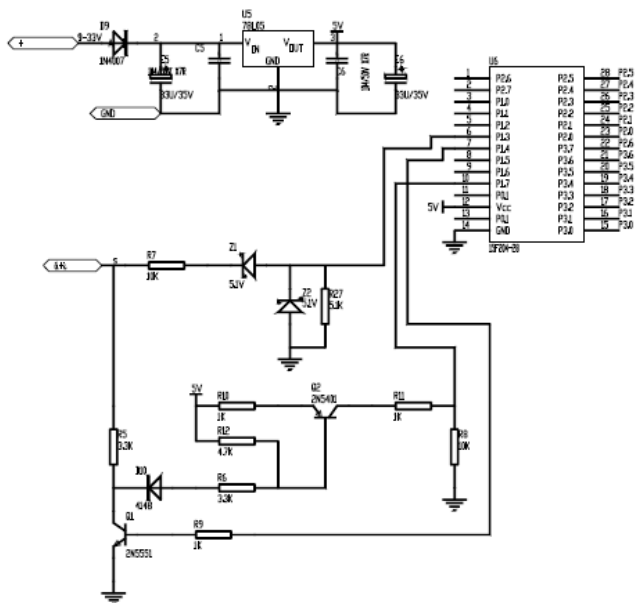 D9
U5
78L05
+
9-33V
2
1N4007
1
3
5V
C5
V IN
V OUT
GND
C6
33U/35V
33U/35V
GND
U6
1 P2.6 P2.5 28 P2.5
2 P2.7 P2.4 27 P2.4
3 P1.0 P2.3 26 P2.3
4 P1.1 P2.2 25 P2.2
5 P1.2 P2.1 24 P2.1
6 P1.3 P2.0 23 P2.0
7 P1.4 P3.7 22 P2.6
8 P1.5 P3.6 21 P3.6
9 P1.6 P3.5 20 P3.5
10 P1.7 P3.4 19 P3.4
11 P0.1 P3.3 18 P3.3
5V 12 Vcc P3.2 17 P3.2
13 P0.1 P3.1 16 P3.1
14 GND P3.0 15 P3.0
15F204-28
R7
10K
Z1
5.1V
Z2
5.1V
R27
5.1K
5V
R10
1K
Q2
2N5401
R11
1K
R12
4.7K
R8
10K
R5
3.3K
D10
4148
R6
3.3K
Q1
2N5551
R9
1K